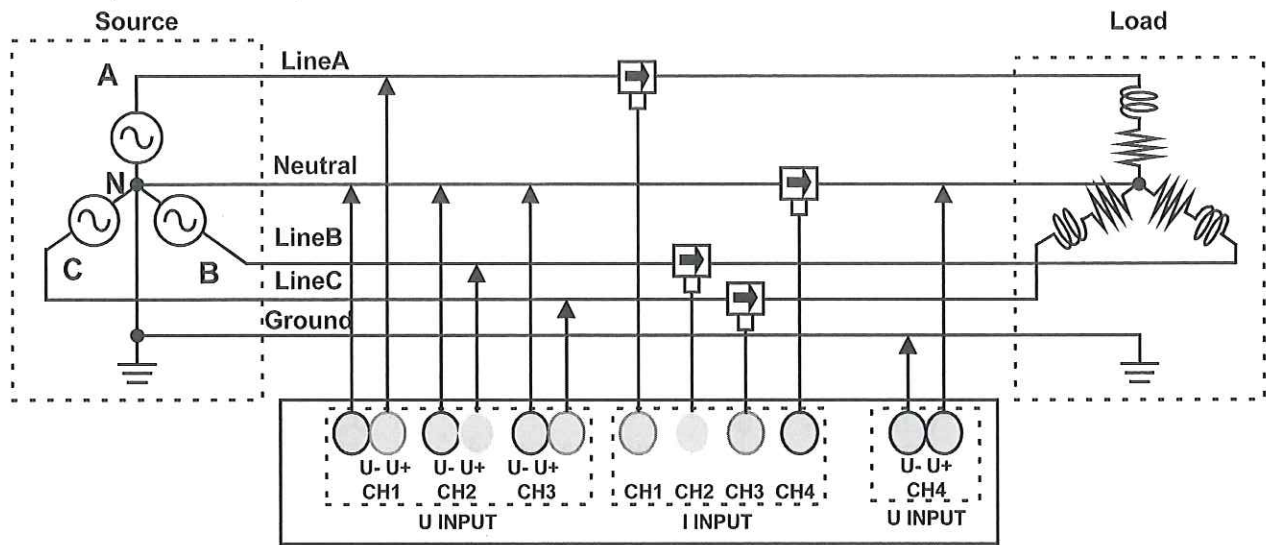 Source
Load
A
LineA
N
Neutral
C
B
LineB
LineC
Ground
U- U+
U- U+
U- U+
U- U+
CH1
CH2
CH3
CH1
CH2
CH3
CH4
CH4
U INPUT
I INPUT
U INPUT